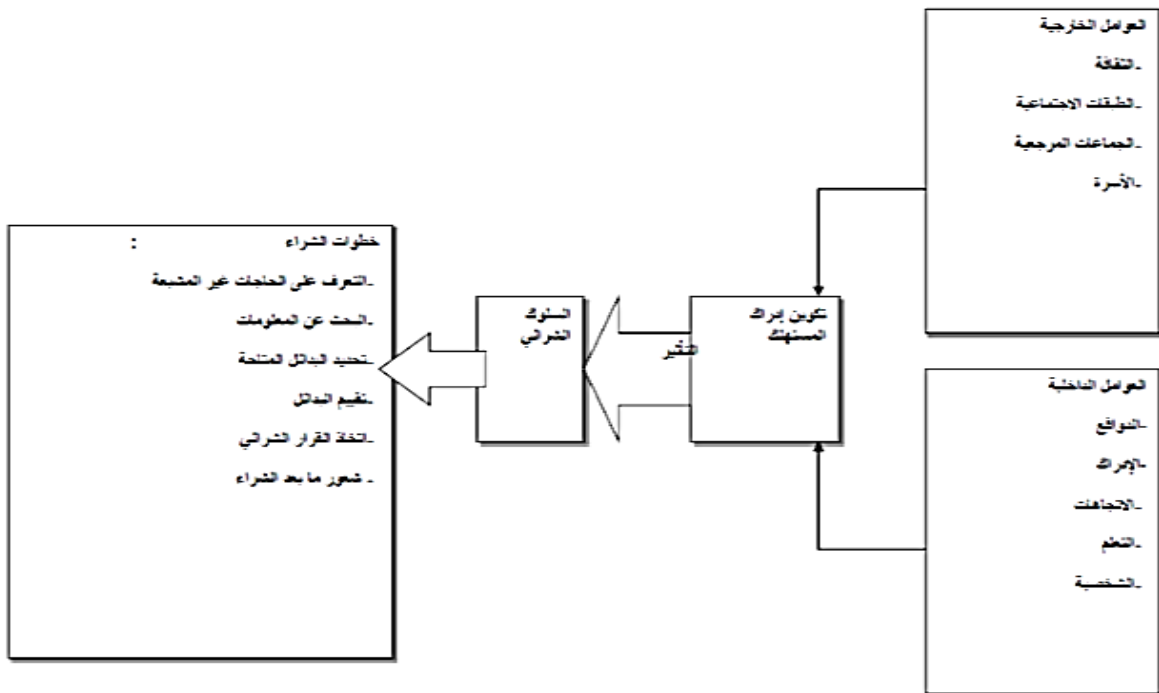 العوامل الخارجية
-الثقافة
-الطبقات الاجتماعية
-الجماعات المرجعية
-الأسرة
العوامل الداخلية
-الدوافع
-الإدراك
-الاتجاهات
-التعلم
-الشخصية
تكوين إدراك
المستهلك
التأثير
السلوك
الشرائي
خطوات الشراء :
-التعرف على الحاجات غير المشبعة
-البحث عن المعلومات
-تحديد البدائل المتاحة
-تقييم البدائل
-اتخاذ القرار الشرائي
- شعور ما بعد الشراء